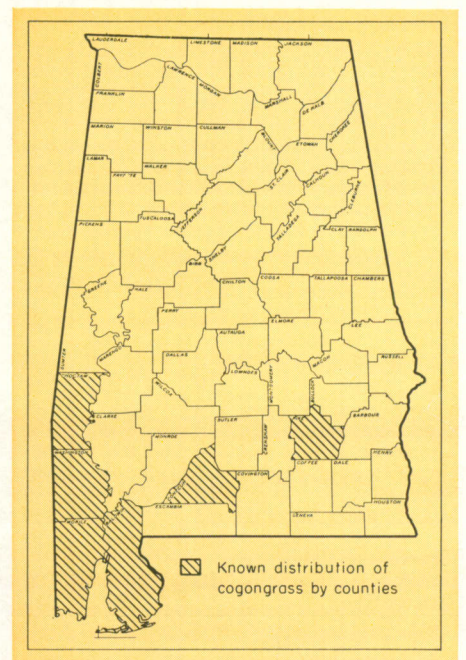 LAUDERDALE
LIMESTONE
MADISON
JACKSON
COLBERT
LAWRENCE
MORGAN
FRANKLIN
MARSHALL
DE KALB
MARION
WINSTON
CULLMAN
BLOUNT
ETOWAH
CHEROKEE
LAMAR
FAYETTE
WALKER
ST. CLAIR
CALHOUN
CLEBURNE
JEFFERSON
TUSCALOOSA
PICKENS
SHELBY
TALLADEGA
CLAY
RANDOLPH
BIBB
GREENE
HALE
CHILTON
COOSA
TALLAPOOSA
CHAMBERS
PERRY
AUTAUGA
ELMORE
LEE
SUMTER
MARENGO
DALLAS
LOWNDES
MONTGOMERY
MACON
RUSSELL
BULLOCK
WILCOX
CLARKE
BUTLER
CRENSHAW
BARBOUR
MONROE
WASHINGTON
COVINGTON
COFFEE
DALE
HENRY
ESCAMBIA
GENEVA
HOUSTON
MOBILE
Known distribution of
cogongrass by counties